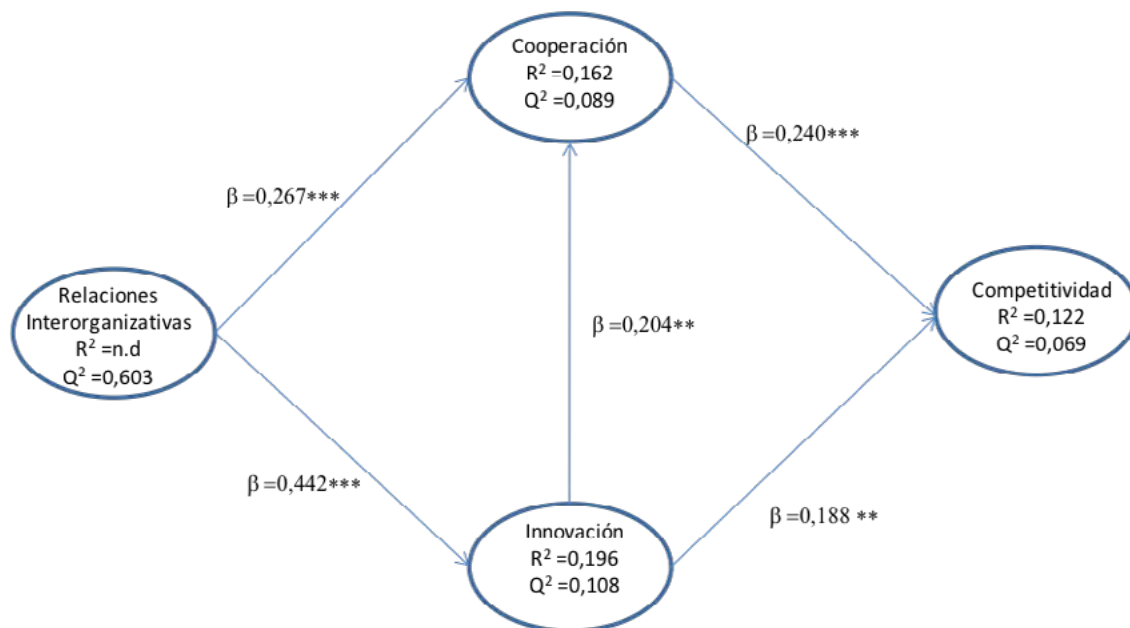 Cooperación
R² =0,162
Q² =0,089
β =0,240***
β =0,267***
Relaciones
Interorganizativas
R² =n.d
Q² =0,603
Competitividad
R² =0,122
Q² =0,069
β =0,204**
β =0,442***
β =0,188 **
Innovación
R² =0,196
Q² =0,108